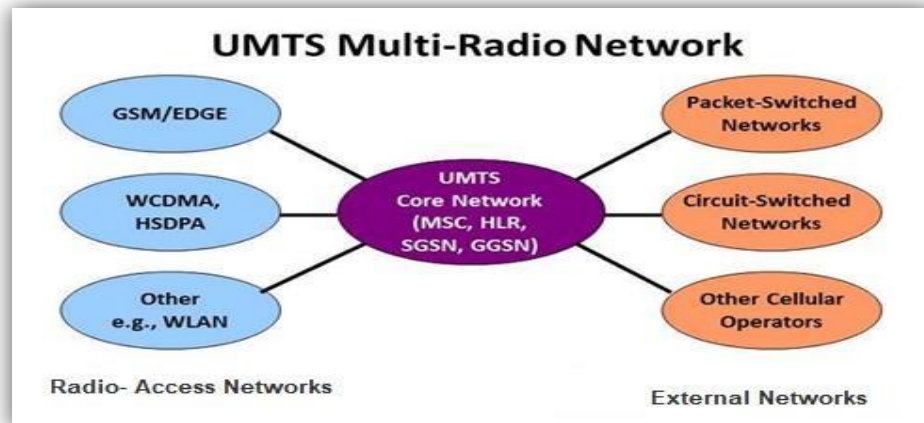 UMTS Multi-Radio Network
GSM/EDGE
WCDMA,
HSDPA
Other
e.g., WLAN
Radio- Access Networks
UMTS
Core Network
(MSC, HLR,
SGSN, GGSN)
Packet-Switched
Networks
Circuit-Switched
Networks
Other Cellular
Operators
External Networks